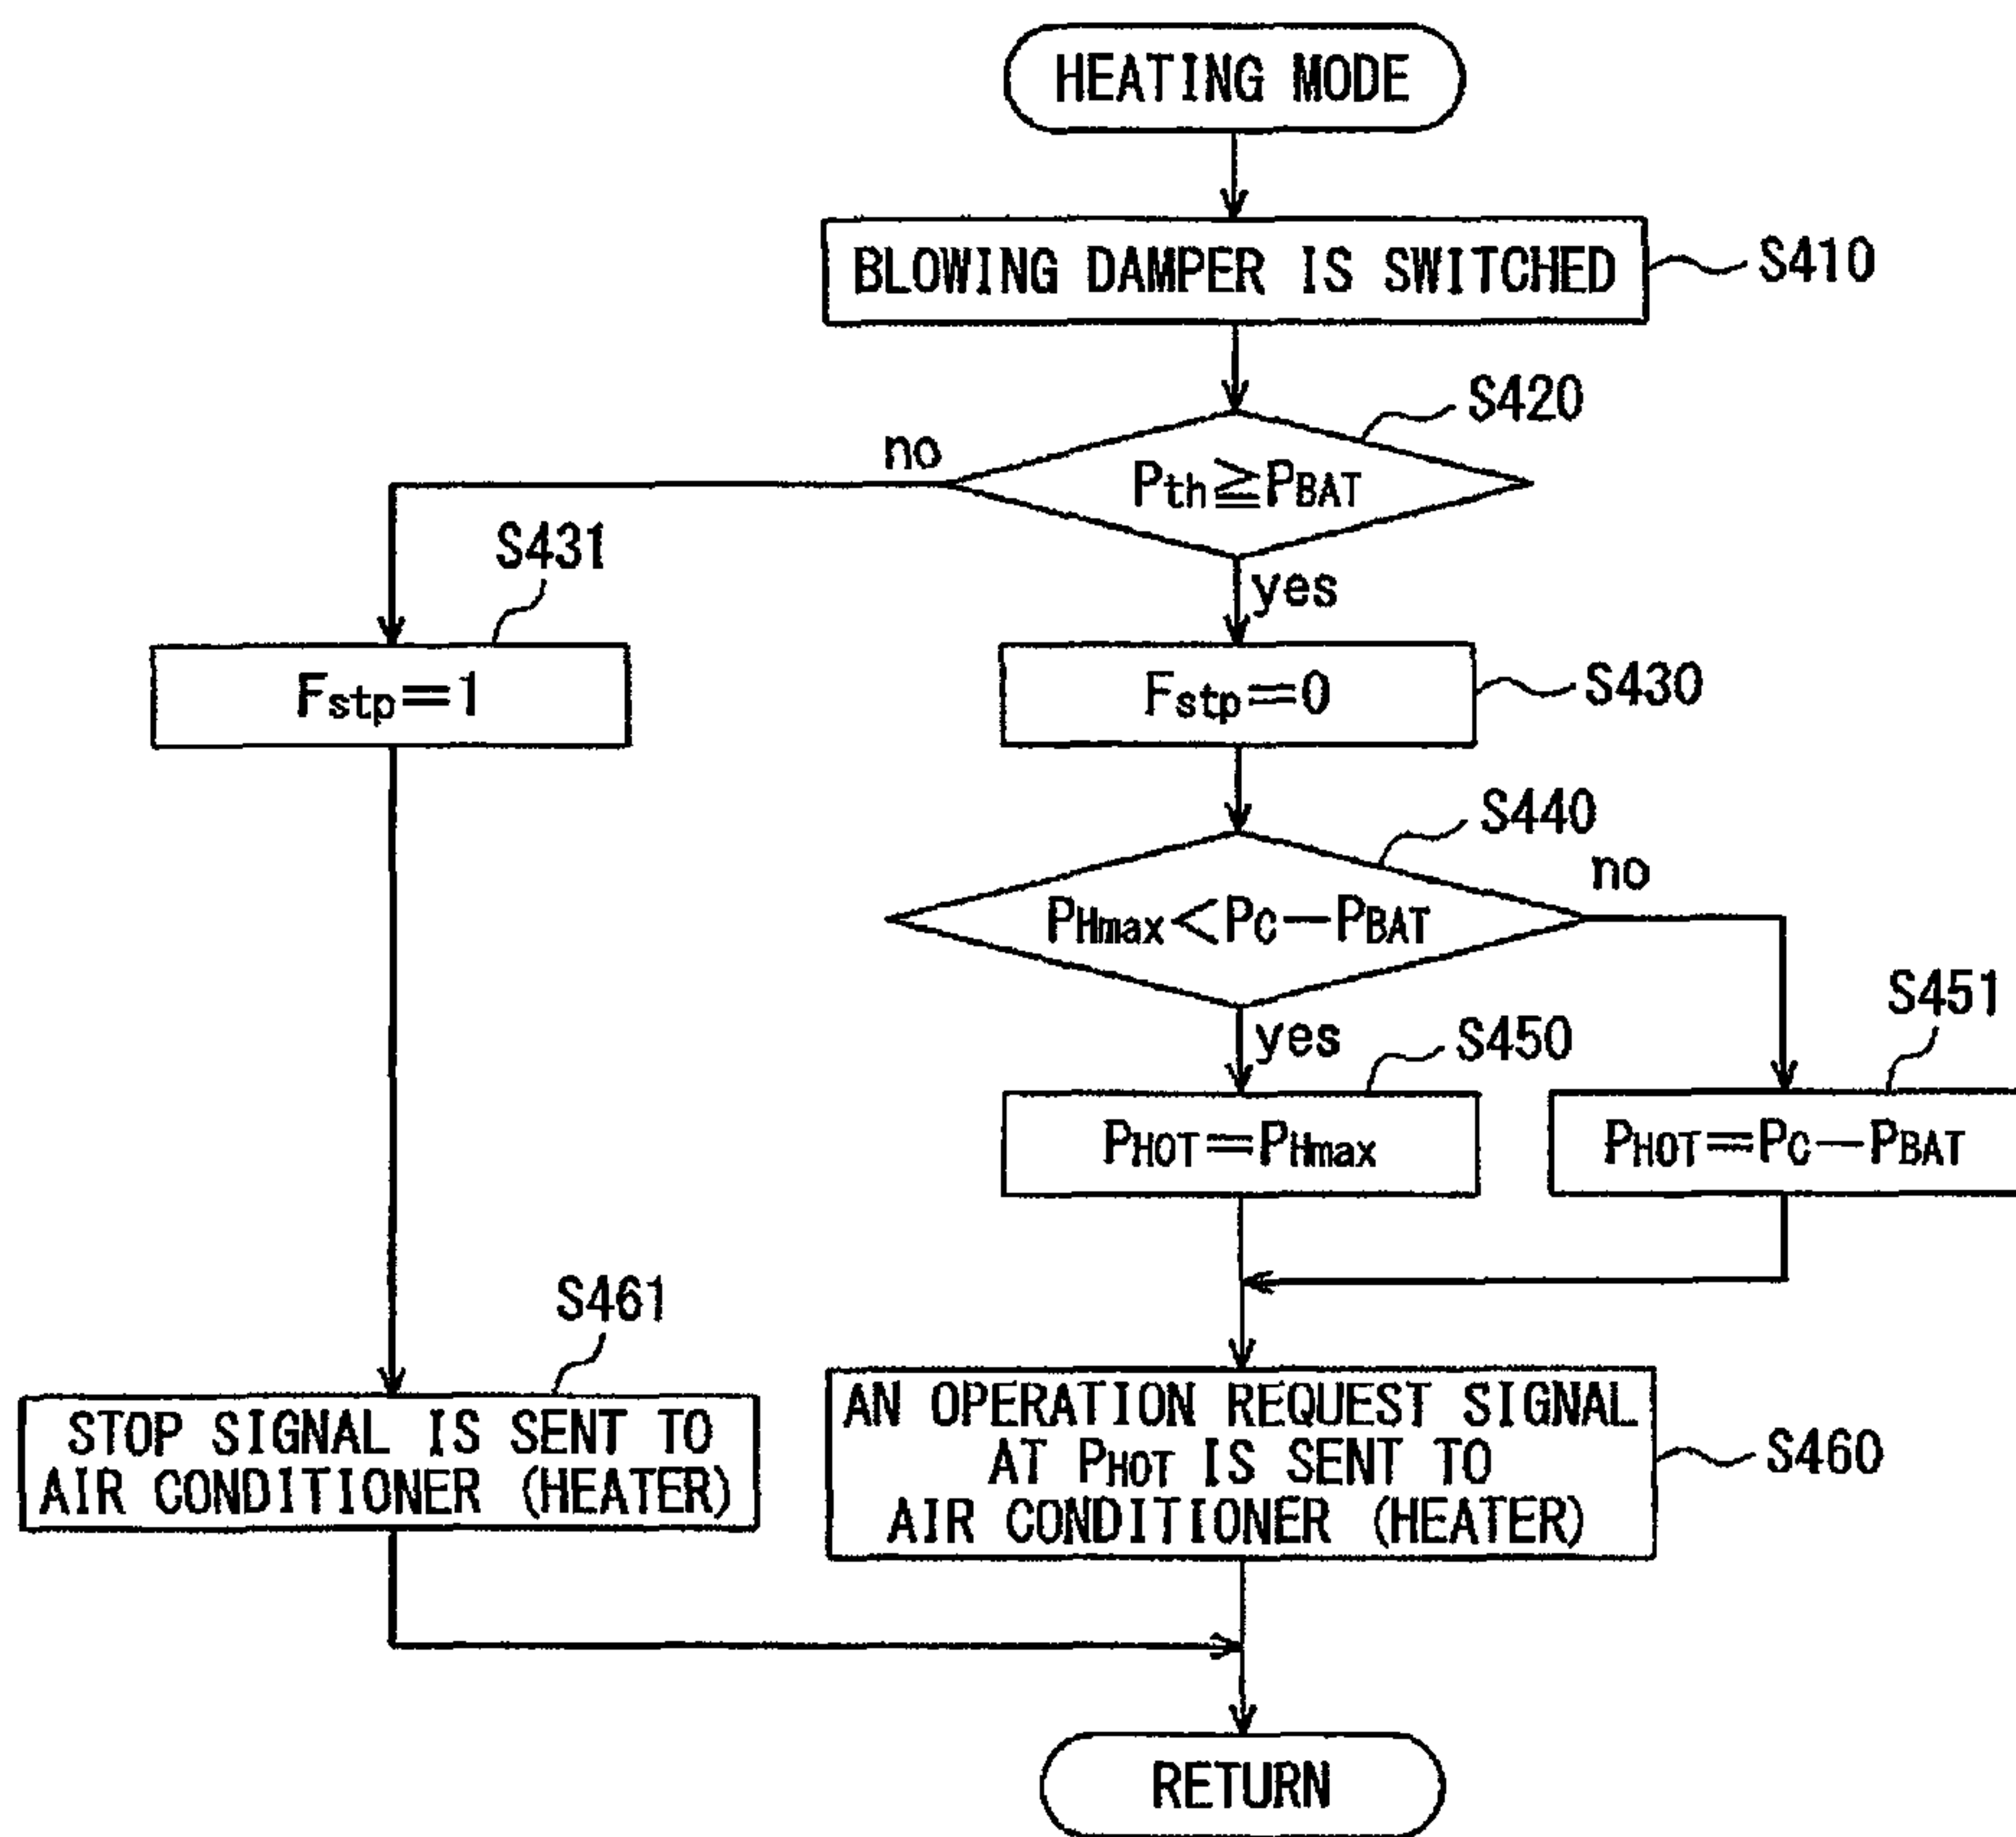 HEATING MODE
BLOWING DAMPER IS SWITCHED
S410
S420
no
Pth≧PBAT
yes
S431
Fstp=1
Fstp=0
S430
S440
no
PHmax<PC−PBAT
yes
S450
S451
PHOT=PHmax
PHOT=PC−PBAT
S461
STOP SIGNAL IS SENT TO
AIR CONDITIONER (HEATER)
AN OPERATION REQUEST SIGNAL
AT PHOT IS SENT TO
AIR CONDITIONER (HEATER)
S460
RETURN